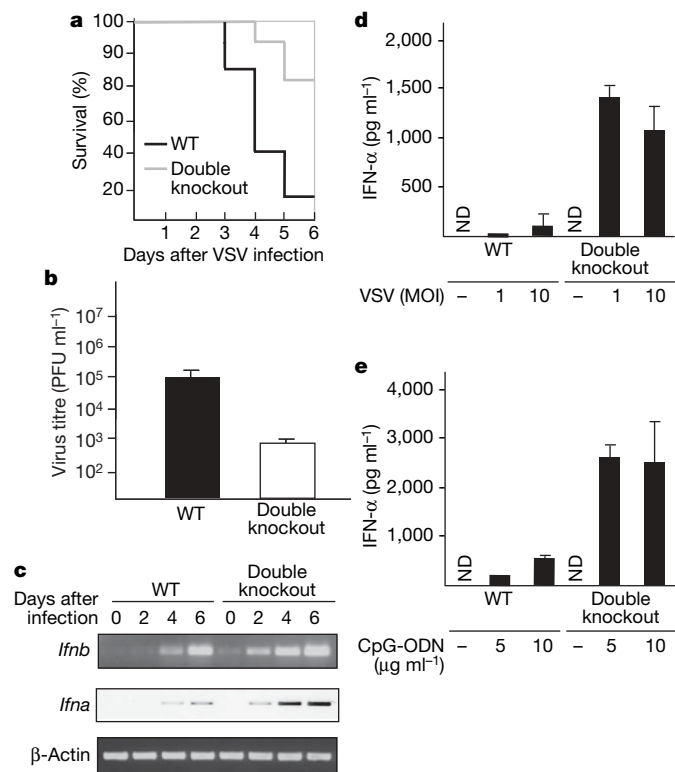 a
Survival (%)
100
100
80
60
40
20
WT
Double
knockout
1 2 3 4 5 6
Days after VSV infection
b
Virus titre (PFU ml⁻¹)
10⁷
10⁶
10⁵
10⁴
10³
10²
WT
Double
knockout
c
WT
Double
knockout
Days after
infection
0 2 4 6 0 2 4 6
Ifnb
Ifna
β-Actin
d
IFN-α (pg ml⁻¹)
2,000
1,500
1,000
500
ND
ND
WT
Double
knockout
VSV (MOI) – 1 10 – 1 10
e
IFN-α (pg ml⁻¹)
4,000
3,000
2,000
1,000
ND
ND
WT
Double
knockout
CpG-ODN – 5 10 – 5 10
(μg ml⁻¹)